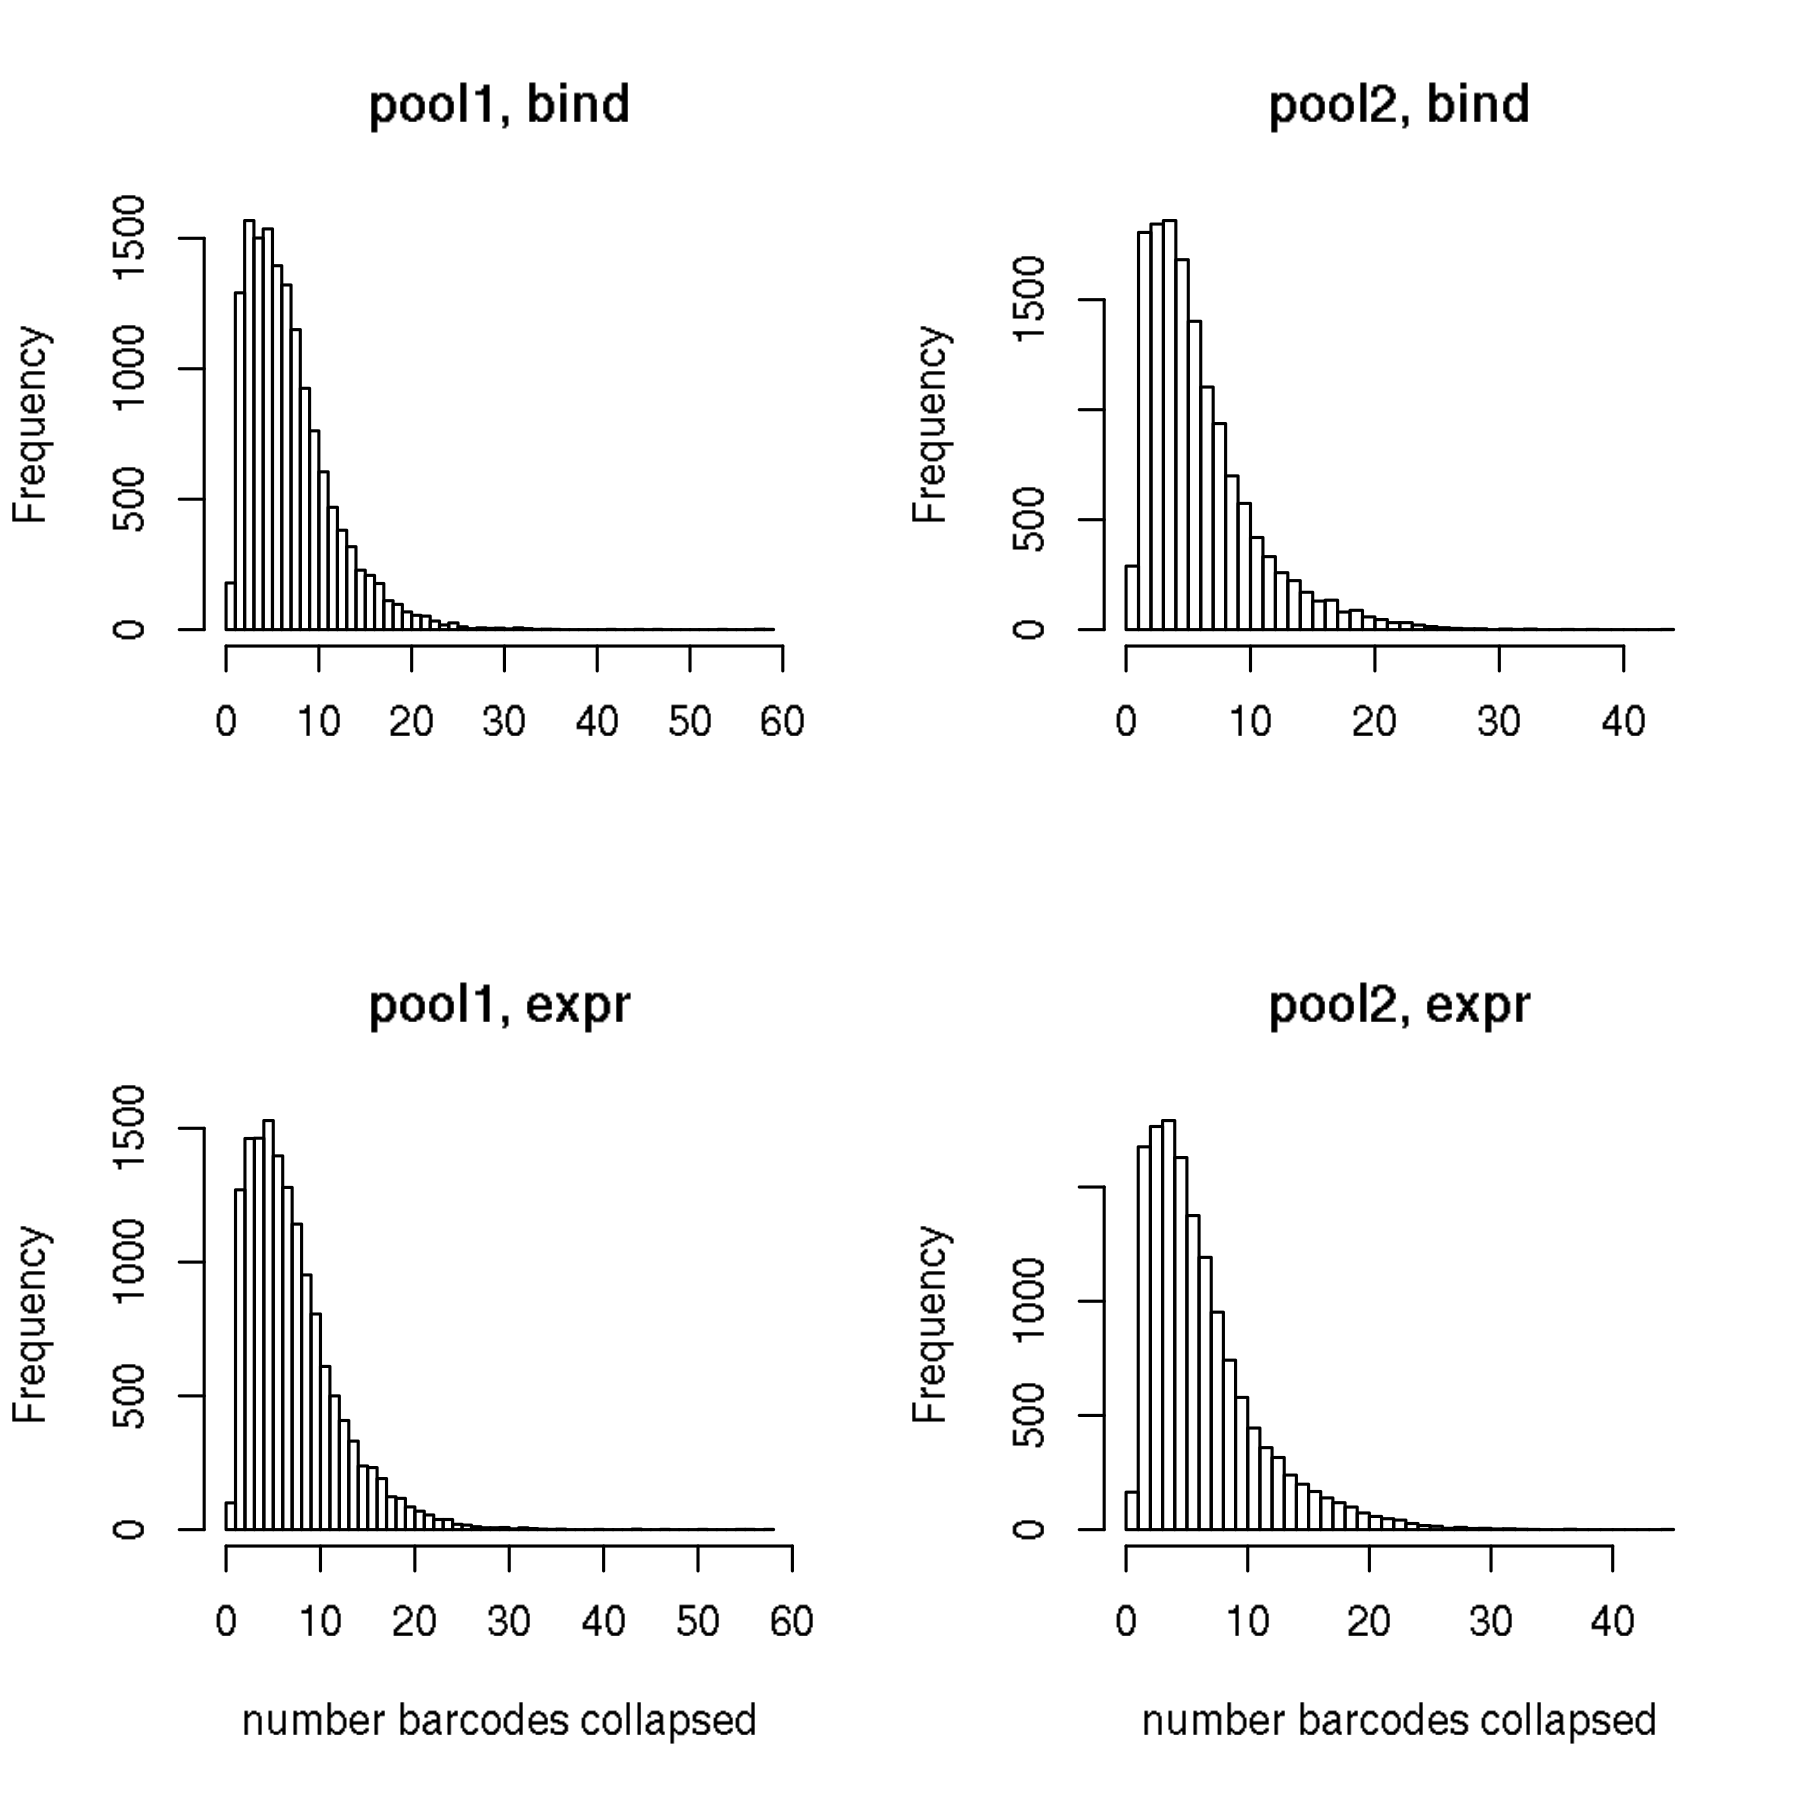 pool1, bind
Frequency
0 500 1000 1500
0 10 20 30 40 50 60
pool2, bind
Frequency
0 500 1500
0 10 20 30 40
pool1, expr
Frequency
0 500 1000 1500
0 10 20 30 40 50 60
number barcodes collapsed
pool2, expr
Frequency
0 500 1000
0 10 20 30 40
number barcodes collapsed